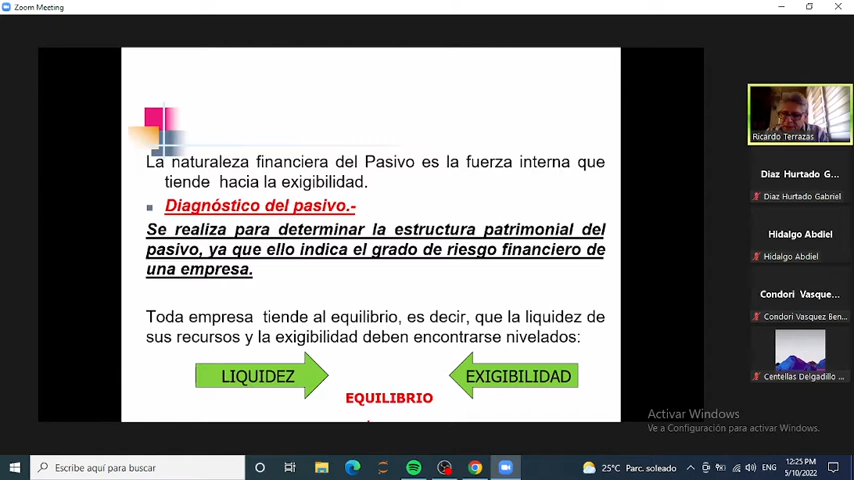 Zoom Meeting
La naturaleza financiera del Pasivo es la fuerza interna que
tiende hacia la exigibilidad.
Diagnóstico del pasivo.-
Se realiza para determinar la estructura patrimonial del
pasivo, ya que ello indica el grado de riesgo financiero de
una empresa.
Toda empresa tiende al equilibrio, es decir, que la liquidez de
sus recursos y la exigibilidad deben encontrarse nivelados:
LIQUIDEZ
EXIGIBILIDAD
EQUILIBRIO
Ricardo Terrazas
Diaz Hurtado G...
Diaz Hurtado Gabriel
Hidalgo Abdiel
Hidalgo Abdiel
Condori Vasque...
Condori Vasquez Ben...
Centellas Delgadillo ...
Activar Windows
Ve a Configuración para activar Windows.
Escribe aquí para buscar
25°C Parc. soleado
ENG
12:25 PM
5/10/2022